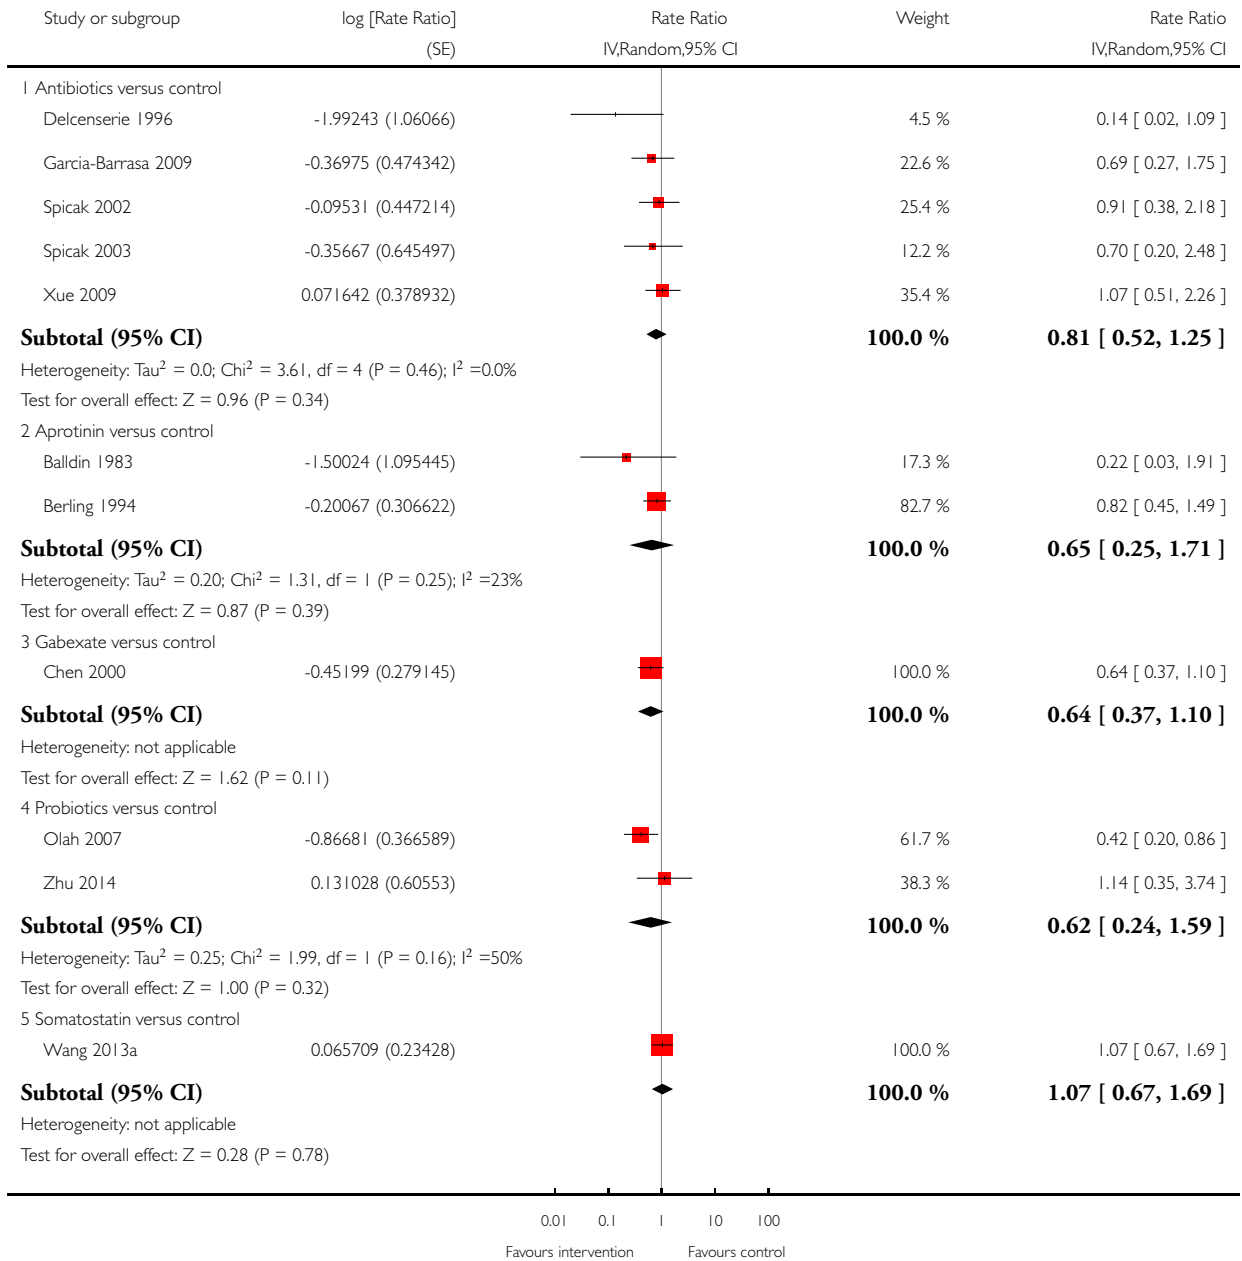 Study or subgroup log [Rate Ratio] Rate Ratio Weight Rate Ratio
(SE) IV,Random,95% CI IV,Random,95% CI
1 Antibiotics versus control
Delcenserie 1996 -1.99243 (1.06066) 4.5 % 0.14 [ 0.02, 1.09 ]
Garcia-Barrasa 2009 -0.36975 (0.474342) 22.6 % 0.69 [ 0.27, 1.75 ]
Spicak 2002 -0.09531 (0.447214) 25.4 % 0.91 [ 0.38, 2.18 ]
Spicak 2003 -0.35667 (0.645497) 12.2 % 0.70 [ 0.20, 2.48 ]
Xue 2009 0.071642 (0.378932) 35.4 % 1.07 [ 0.51, 2.26 ]
Subtotal (95% CI) 100.0 % 0.81 [ 0.52, 1.25 ]
Heterogeneity: Tau² = 0.0; Chi² = 3.61, df = 4 (P = 0.46); I² =0.0%
Test for overall effect: Z = 0.96 (P = 0.34)
2 Aprotinin versus control
Balldin 1983 -1.50024 (1.095445) 17.3 % 0.22 [ 0.03, 1.91 ]
Berling 1994 -0.20067 (0.306622) 82.7 % 0.82 [ 0.45, 1.49 ]
Subtotal (95% CI) 100.0 % 0.65 [ 0.25, 1.71 ]
Heterogeneity: Tau² = 0.20; Chi² = 1.31, df = 1 (P = 0.25); I² =23%
Test for overall effect: Z = 0.87 (P = 0.39)
3 Gabexate versus control
Chen 2000 -0.45199 (0.279145) 100.0 % 0.64 [ 0.37, 1.10 ]
Subtotal (95% CI) 100.0 % 0.64 [ 0.37, 1.10 ]
Heterogeneity: not applicable
Test for overall effect: Z = 1.62 (P = 0.11)
4 Probiotics versus control
Olah 2007 -0.86681 (0.366589) 61.7 % 0.42 [ 0.20, 0.86 ]
Zhu 2014 0.131028 (0.60553) 38.3 % 1.14 [ 0.35, 3.74 ]
Subtotal (95% CI) 100.0 % 0.62 [ 0.24, 1.59 ]
Heterogeneity: Tau² = 0.25; Chi² = 1.99, df = 1 (P = 0.16); I² =50%
Test for overall effect: Z = 1.00 (P = 0.32)
5 Somatostatin versus control
Wang 2013a 0.065709 (0.23428) 100.0 % 1.07 [ 0.67, 1.69 ]
Subtotal (95% CI) 100.0 % 1.07 [ 0.67, 1.69 ]
Heterogeneity: not applicable
Test for overall effect: Z = 0.28 (P = 0.78)
0.01 0.1 1 10 100
Favours intervention Favours control